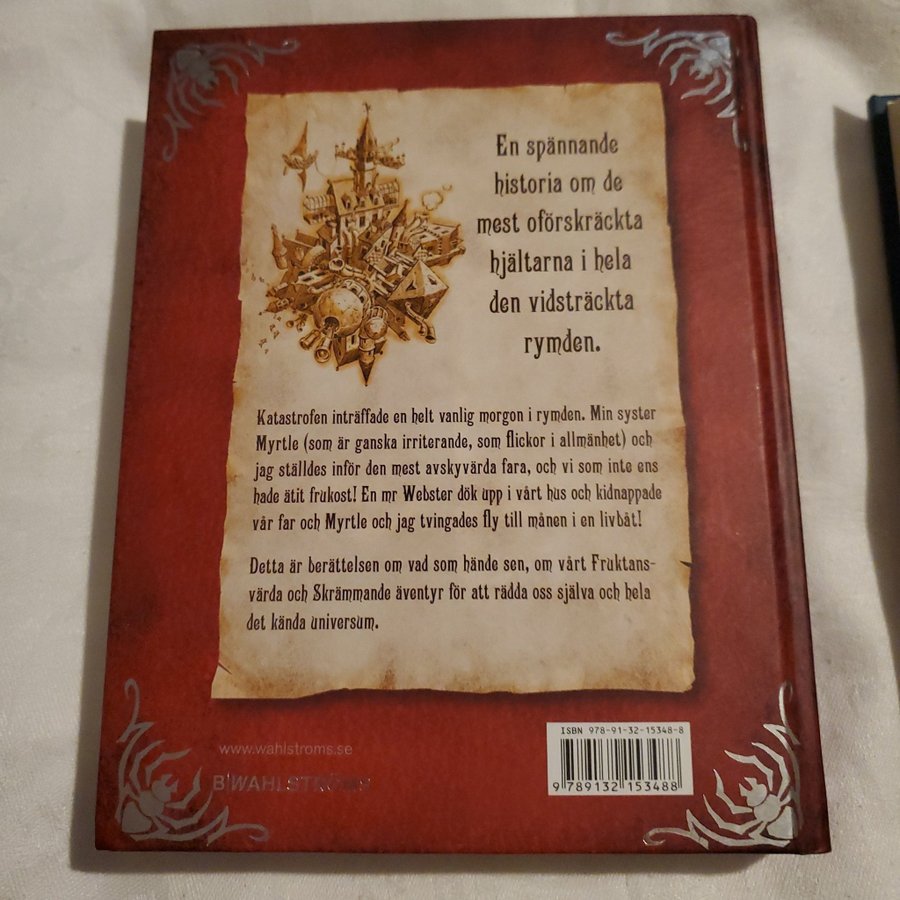 En spännande
historia om de
mest oförskräckta
hjältarna i hela
den vidsträckta
rymden.
Katastrofen inträffade en helt vanlig morgon i rymden. Min syster
Myrtle (som är ganska irriterande, som flickor i allmänhet) och
jag ställdes inför den mest avskyvärda fara, och vi som inte ens
hade ätit frukost! En mr Webster dök upp i vårt hus och kidnappade
vår far och Myrtle och jag tvingades fly till månen i en livbåt!
Detta är berättelsen om vad som hände sen, om vårt Fruktans-
värda och Skrämmande äventyr för att rädda oss själva och hela
det kända universum.
www.wahlstroms.se
B WAHLSTRÖMS
ISBN 978-91-32-15348-8
9 789132 153488